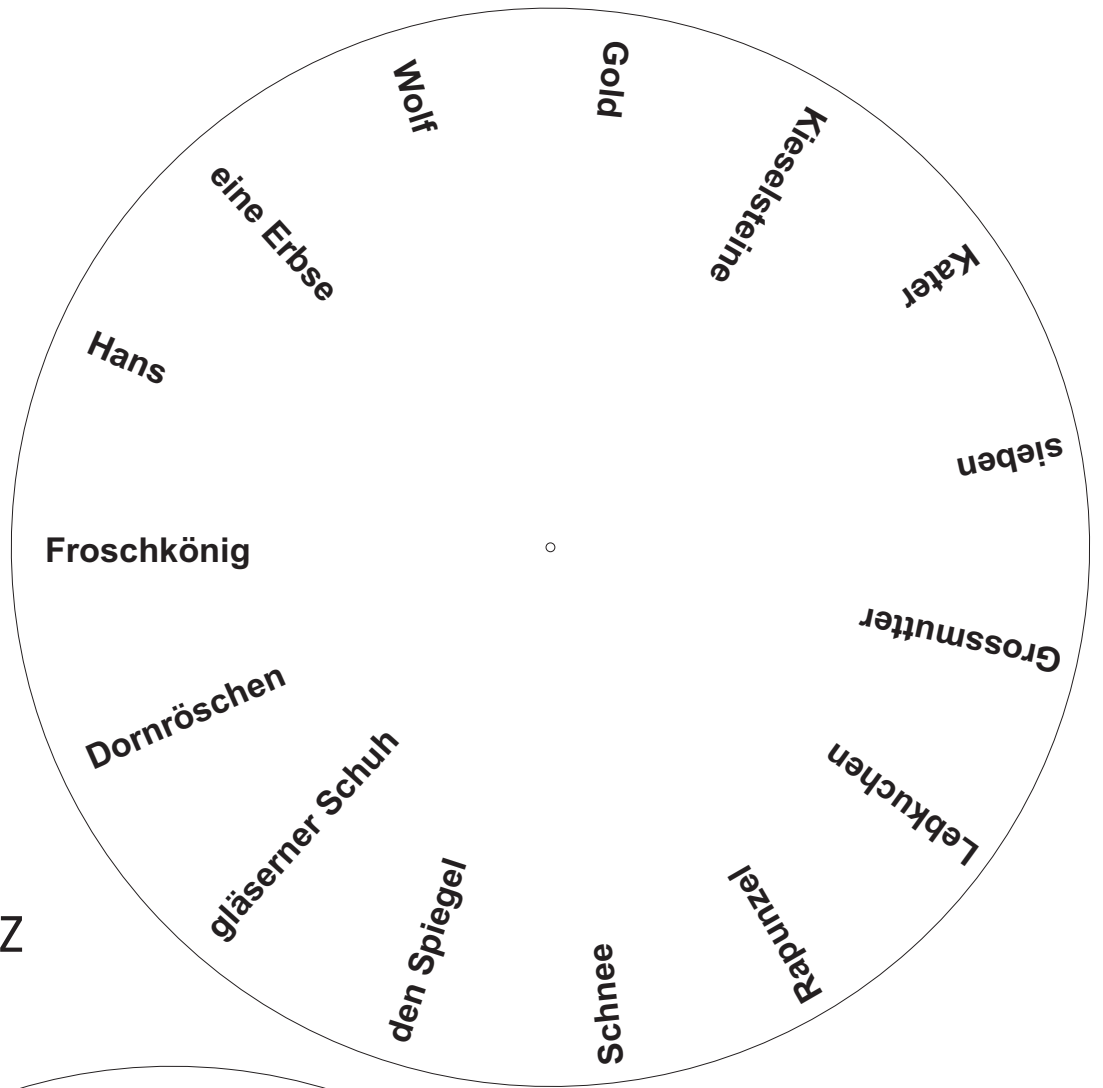 Gold
Kieselsteine
Kater
sieben
Grossmutter
Lebkuchen
Rapunzel
Schnee
den Spiegel
gläserner Schuh
Dornröschen
Froschkönig
Hans
eine Erbse
Wolf
z